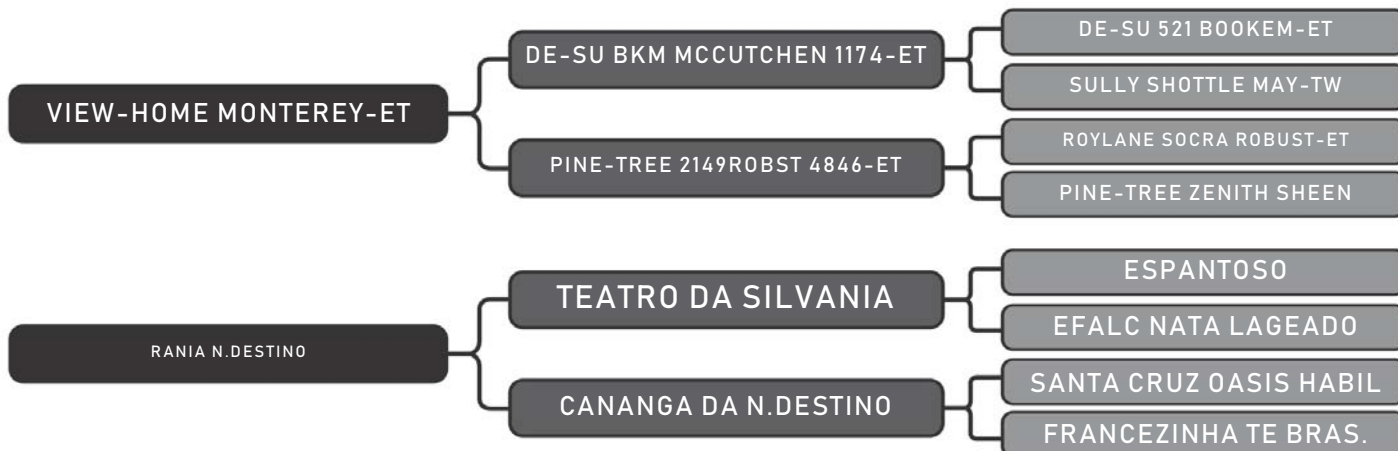 VIEW-HOME MONTEREY-ET
DE-SU BKM MCCUTCHEN 1174-ET
DE-SU 521 BOOKEM-ET
SULLY SHOTTLE MAY-TW
PINE-TREE 2149ROBST 4846-ET
ROYLANE SOCRA ROBUST-ET
PINE-TREE ZENITH SHEEN
RANIA N.DESTINO
TEATRO DA SILVANIA
ESPANTOSO
EFALC NATA LAGEADO
CANANGA DA N.DESTINO
SANTA CRUZ OASIS HABIL
FRANCEZINHA TE BRAS.